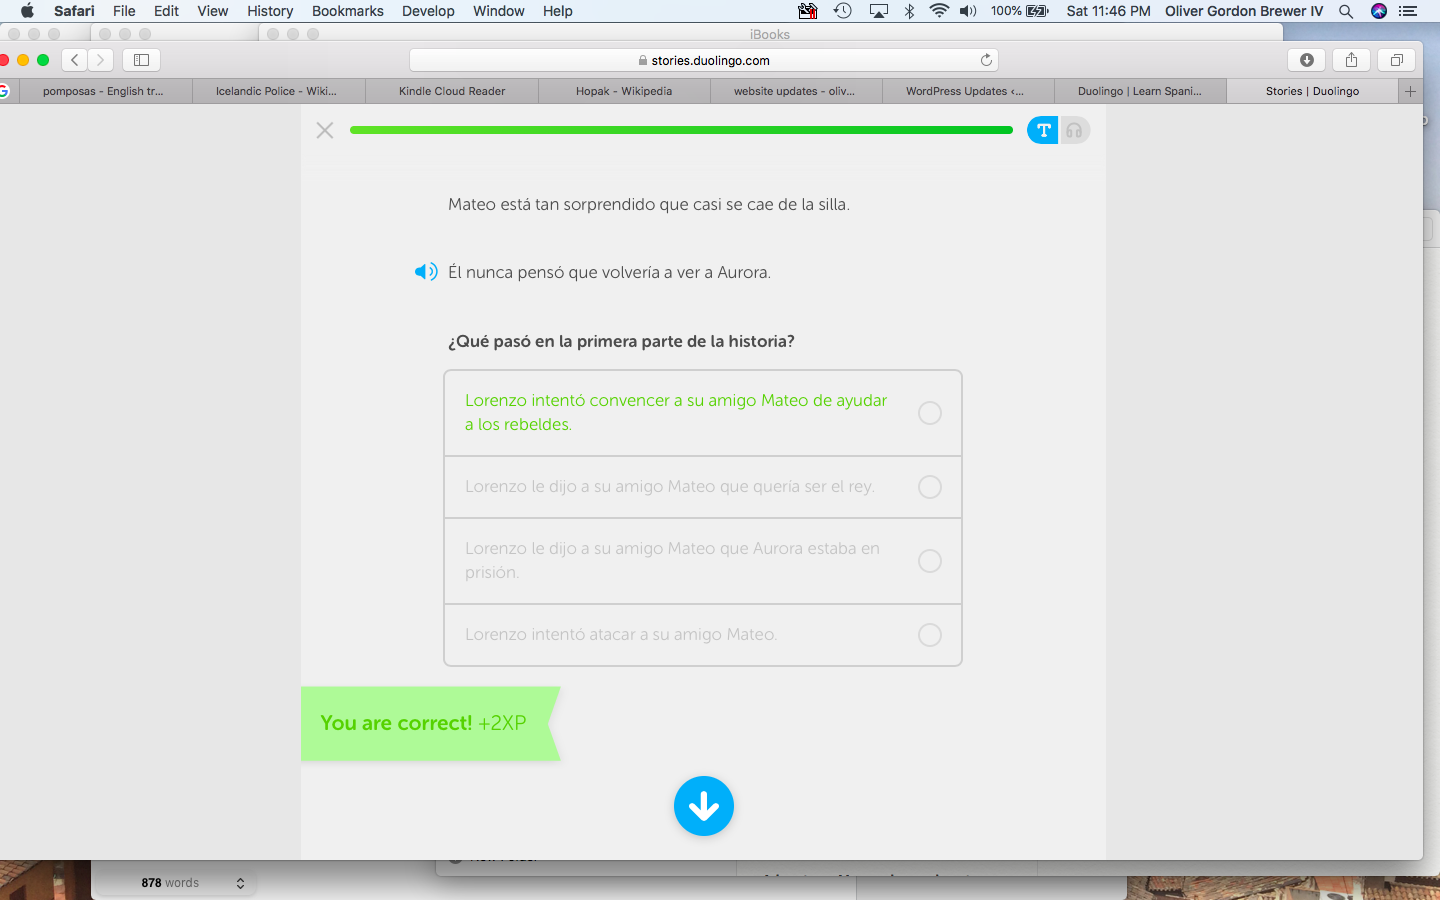 Safari File Edit View History Bookmarks Develop Window Help 100% Sat 11:46 PM Oliver Gordon Brewer IV
iBooks
stories.duolingo.com
pomposas - English tr... Icelandic Police - Wiki... Kindle Cloud Reader Hopak - Wikipedia website updates - oliv... WordPress Updates ‹... Duolingo | Learn Spani... Stories | Duolingo
T
Mateo está tan sorprendido que casi se cae de la silla.
Él nunca pensó que volvería a ver a Aurora.
¿Qué pasó en la primera parte de la historia?
Lorenzo intentó convencer a su amigo Mateo de ayudar
a los rebeldes.
Lorenzo le dijo a su amigo Mateo que quería ser el rey.
Lorenzo le dijo a su amigo Mateo que Aurora estaba en
prisión.
Lorenzo intentó atacar a su amigo Mateo.
You are correct! +2XP
878 words